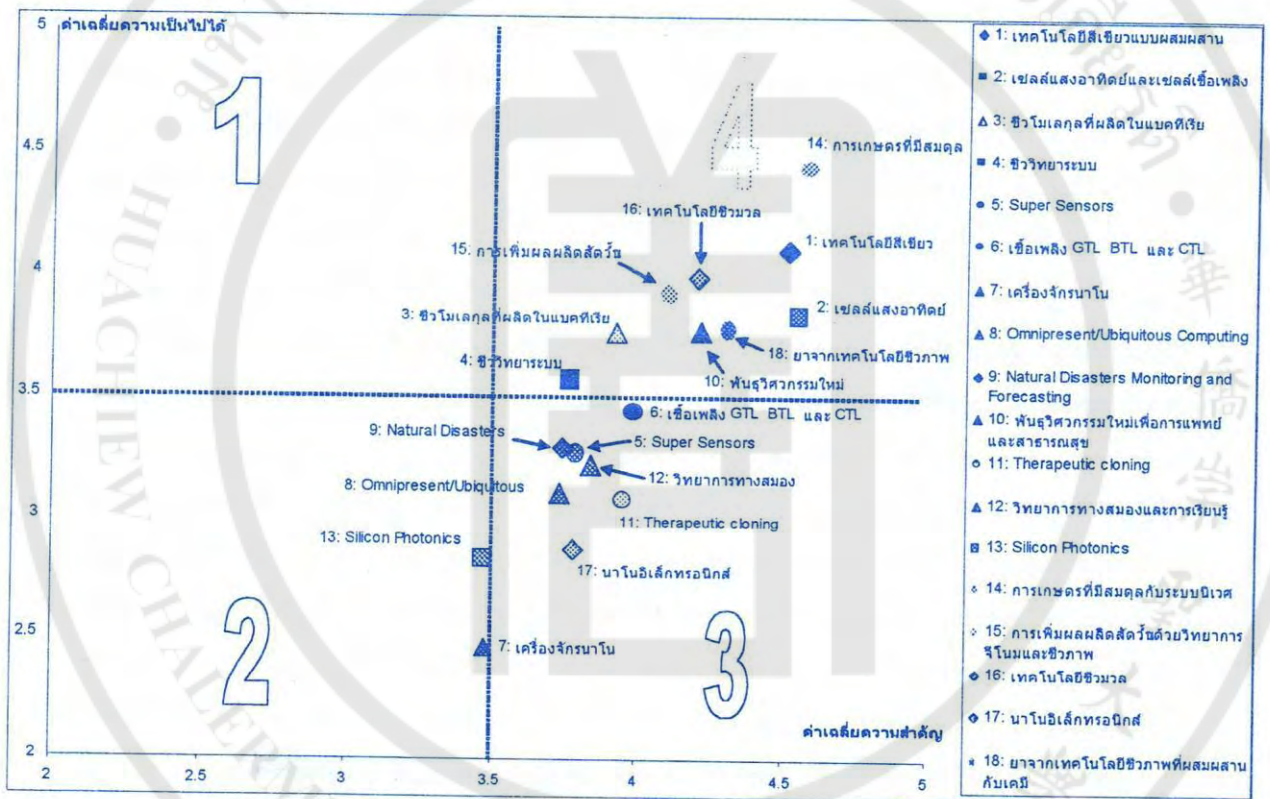 5
ค่าเฉลี่ยความเป็นไปได้
4.5
4
3.5
3
2.5
2
1
4
2
3
14: การเกษตรที่มีสมดุล
16: เทคโนโลยีชีวมวล
1: เทคโนโลยีสีเขียว
15: การเพิ่มผลผลิตสัตว์น้ำ
2: เซลล์แสงอาทิตย์
3: ชีวโมเลกุลที่ผลิตในแบคทีเรีย
18: ยาจากเทคโนโลยีชีวภาพ
4: ชีววิทยาระบบ
10: พันธุวิศวกรรมใหม่
6: เชื้อเพลิง GTL BTL และ CTL
9: Natural Disasters
5: Super Sensors
12: วิทยาการทางสมอง
8: Omnipresent/Ubiquitous
11: Therapeutic cloning
13: Silicon Photonics
17: นาโนอิเล็กทรอนิกส์
7: เครื่องจักรนาโน
ค่าเฉลี่ยความสำคัญ
2 2.5 3 3.5 4 4.5 5
1: เทคโนโลยีสีเขียวแบบผสมผสาน
2: เซลล์แสงอาทิตย์และเซลล์เชื้อเพลิง
3: ชีวโมเลกุลที่ผลิตในแบคทีเรีย
4: ชีววิทยาระบบ
5: Super Sensors
6: เชื้อเพลิง GTL BTL และ CTL
7: เครื่องจักรนาโน
8: Omnipresent/Ubiquitous Computing
9: Natural Disasters Monitoring and
Forecasting
10: พันธุวิศวกรรมใหม่เพื่อการแพทย์
และสาธารณสุข
11: Therapeutic cloning
12: วิทยาการทางสมองและการเรียนรู้
13: Silicon Photonics
14: การเกษตรที่มีสมดุลกับระบบนิเวศ
15: การเพิ่มผลผลิตสัตว์น้ำด้วยวิทยาการ
จีโนมและชีวภาพ
16: เทคโนโลยีชีวมวล
17: นาโนอิเล็กทรอนิกส์
18: ยาจากเทคโนโลยีชีวภาพที่ผสมผสาน
กับเคมี
HUACHIEW CHALERM
華 僑 崇